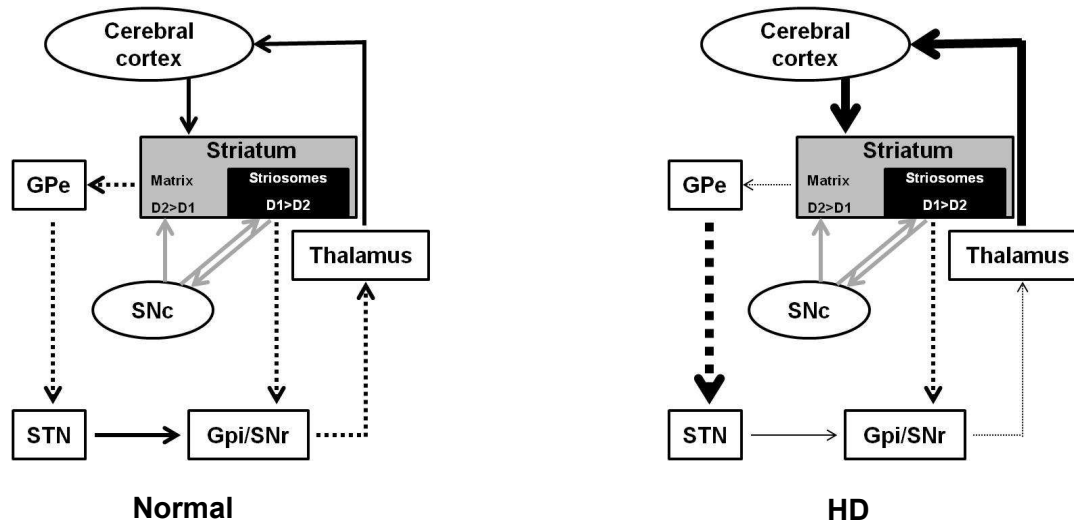 Cerebral
cortex
Striatum
GPe
Matrix
Striosomes
D2>D1
D1>D2
Thalamus
SNc
STN
Gpi/SNr
Normal
Cerebral
cortex
Striatum
GPe
Matrix
Striosomes
D2>D1
D1>D2
Thalamus
SNc
STN
Gpi/SNr
HD